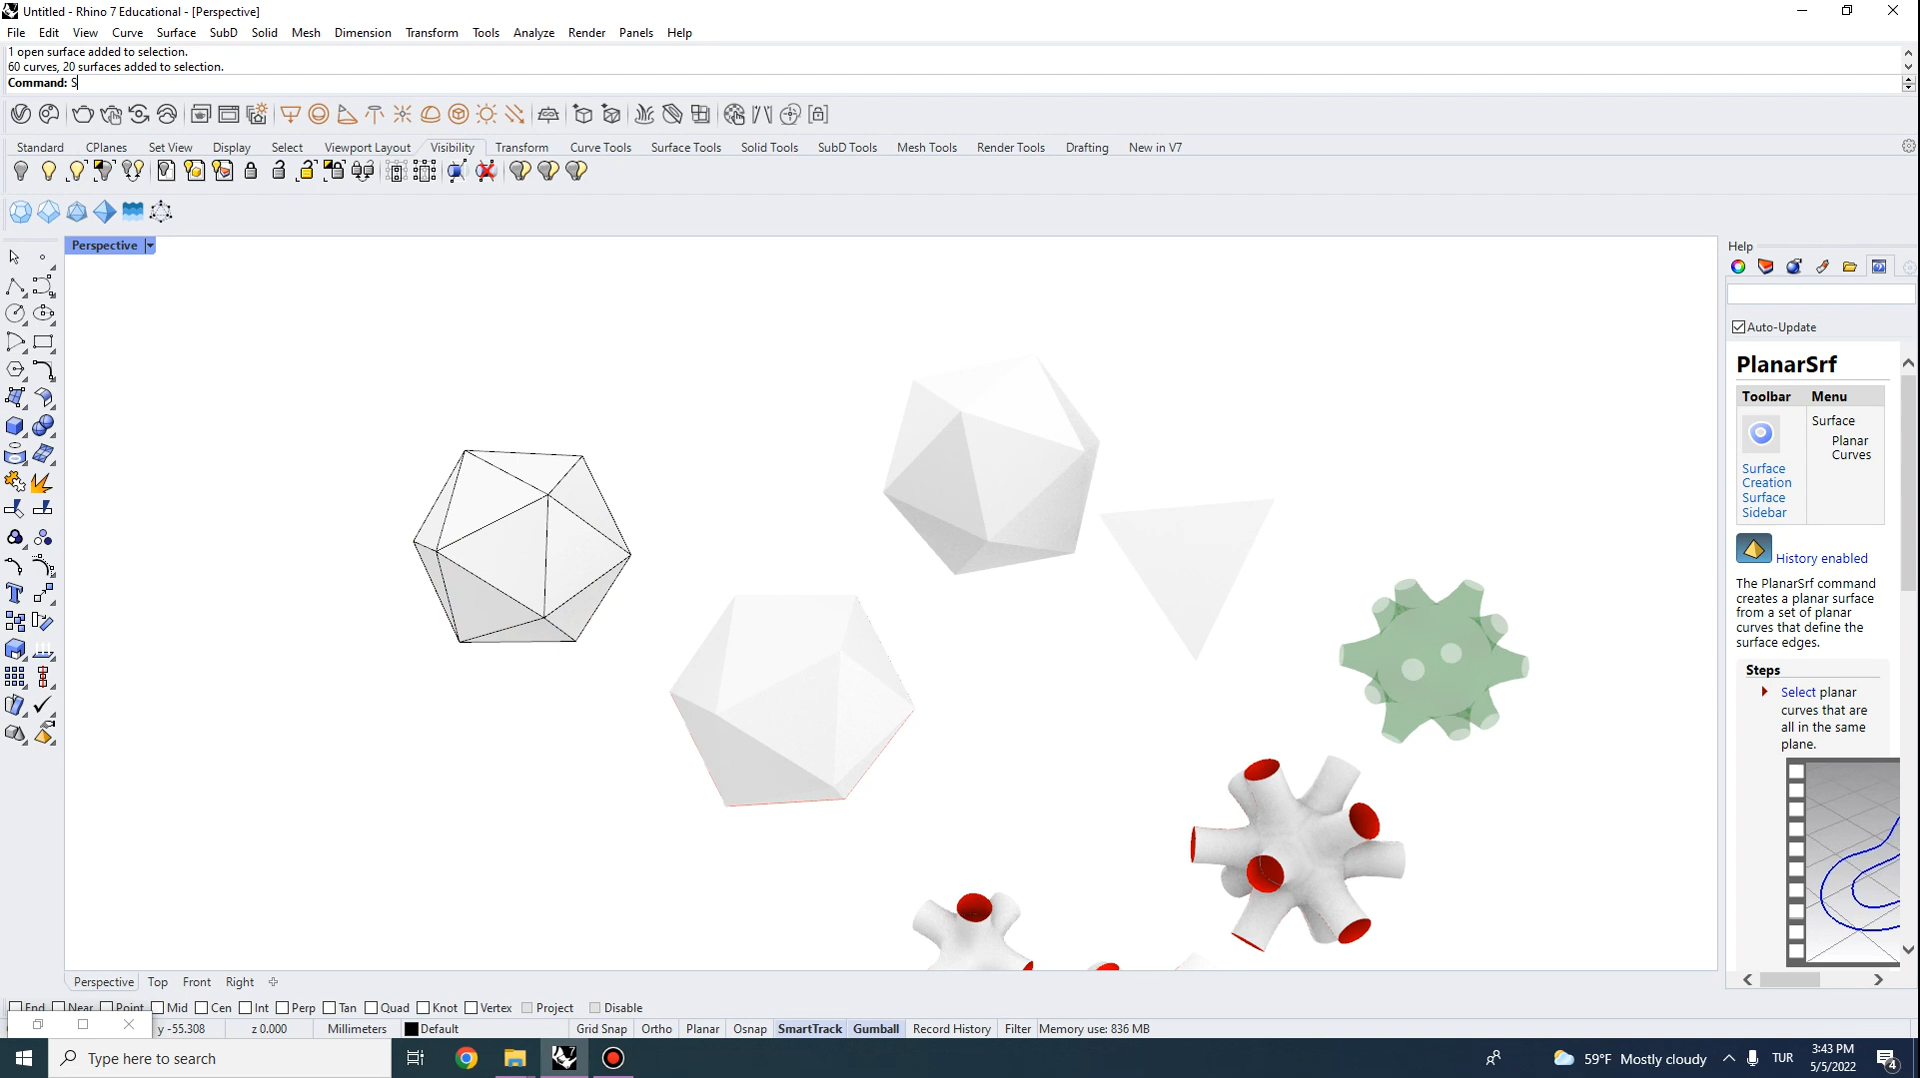 Untitled - Rhino 7 Educational - [Perspective]
File Edit View Curve Surface SubD Solid Mesh Dimension Transform Tools Analyze Render Panels Help
1 open surface added to selection.
60 curves, 20 surfaces added to selection.
Command: S
Standard CPlanes Set View Display Select Viewport Layout Visibility Transform Curve Tools Surface Tools Solid Tools SubD Tools Mesh Tools Render Tools Drafting New in V7
Perspective
Help
Auto-Update
PlanarSrf
Toolbar Menu
Surface
Planar
Curves
Surface
Creation
Surface
Sidebar
History enabled
The PlanarSrf command
creates a planar surface
from a set of planar
curves that define the
surface edges.
Steps
Select planar
curves that are
all in the same
plane.
Perspective Top Front Right
End Near Point Mid Cen Int Perp Tan Quad Knot Vertex Project Disable
y -55.308 z 0.000 Millimeters Default Grid Snap Ortho Planar Osnap SmartTrack Gumball Record History Filter Memory use: 836 MB
Type here to search
59°F Mostly cloudy
TUR
3:43 PM
5/5/2022
4